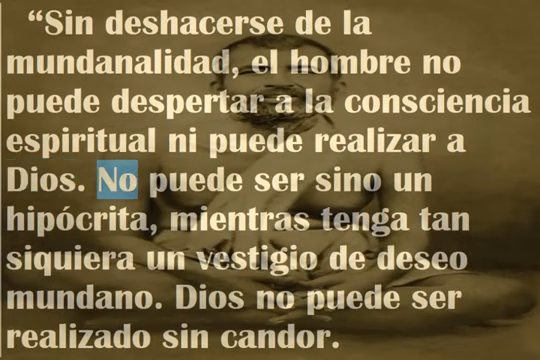 “Sin deshacerse de la
mundanalidad, el hombre no
puede despertar a la consciencia
espiritual ni puede realizar a
Dios. No puede ser sino un
hipócrita, mientras tenga tan
siquiera un vestigio de deseo
mundano. Dios no puede ser
realizado sin candor.